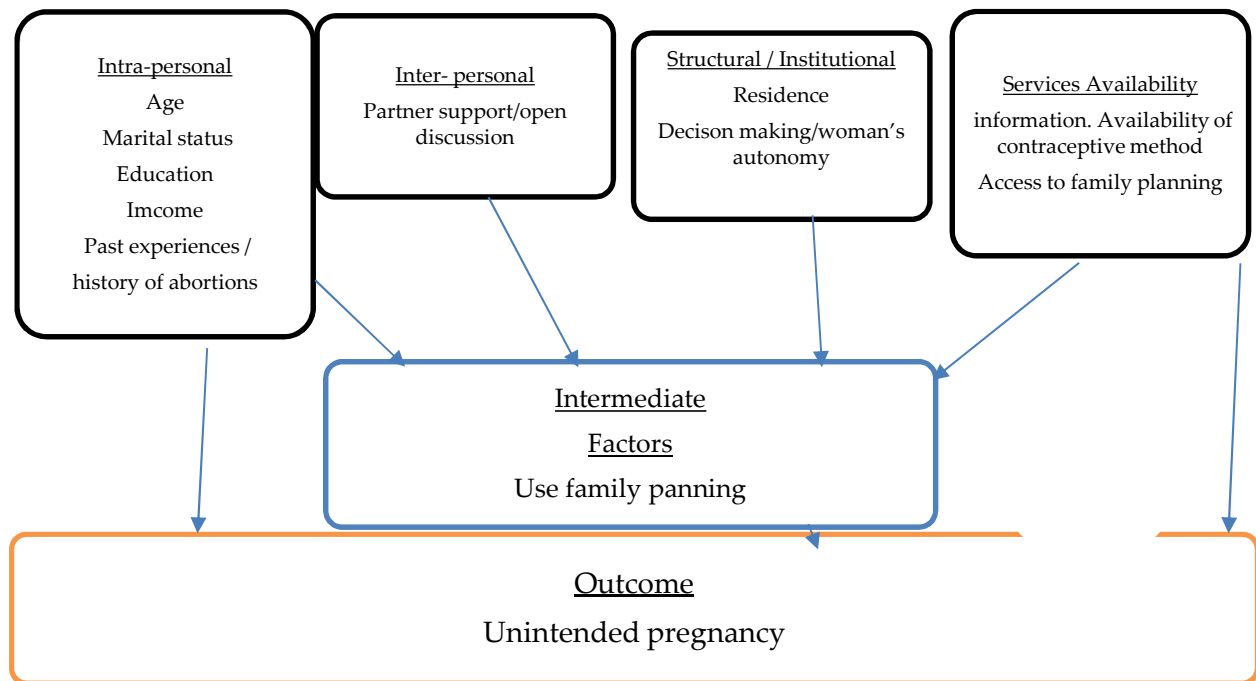 Intra-personal
Age
Marital status
Education
Imcome
Past experiences /
history of abortions
Inter- personal
Partner support/open
discussion
Structural / Institutional
Residence
Decison making/woman’s
autonomy
Services Availability
information. Availability of
contraceptive method
Access to family planning
Intermediate
Factors
Use family panning
Outcome
Unintended pregnancy